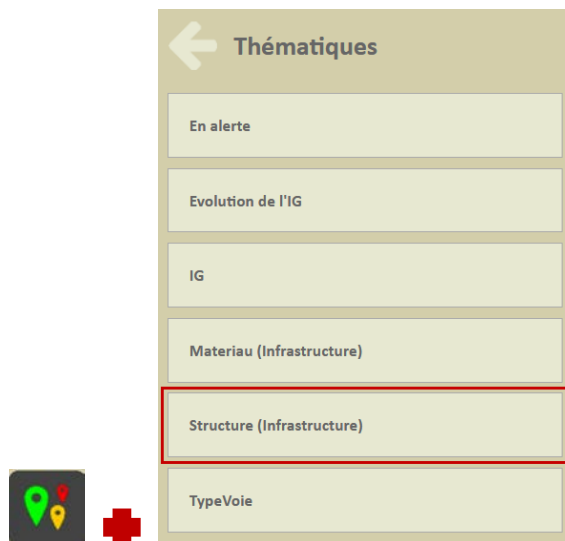 Thématiques
En alerte
Evolution de l'IG
IG
Materiau (Infrastructure)
Structure (Infrastructure)
TypeVoie